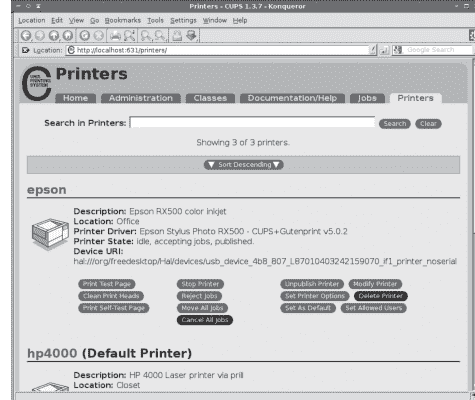 Printers - CUPS 1.3.7 - Konqueror
Location Edit View Go Bookmarks Tools Settings Window Help
Location: http://localhost:631/printers/
Google Search
UNIX PRINTING SYSTEM
Printers
Home Administration Classes Documentation/Help Jobs Printers
Search in Printers: Search Clear
Showing 3 of 3 printers.
Sort Descending
epson
Description: Epson RX500 color inkjet
Location: Office
Printer Driver: Epson Stylus Photo RX500 - CUPS+Gutenprint v5.0.2
Printer State: idle, accepting jobs, published.
Device URI:
hal:///org/freedesktop/Hal/devices/usb_device_4b8_807_L87010403242159070_if1_printer_noserial
Print Test Page Stop Printer Unpublish Printer Modify Printer
Clean Print Heads Reject Jobs Set Printer Options Delete Printer
Print Self-Test Page Move All Jobs Set As Default Set Allowed Users
Cancel All Jobs
hp4000 (Default Printer)
Description: HP 4000 Laser printer via prill
Location: Closet